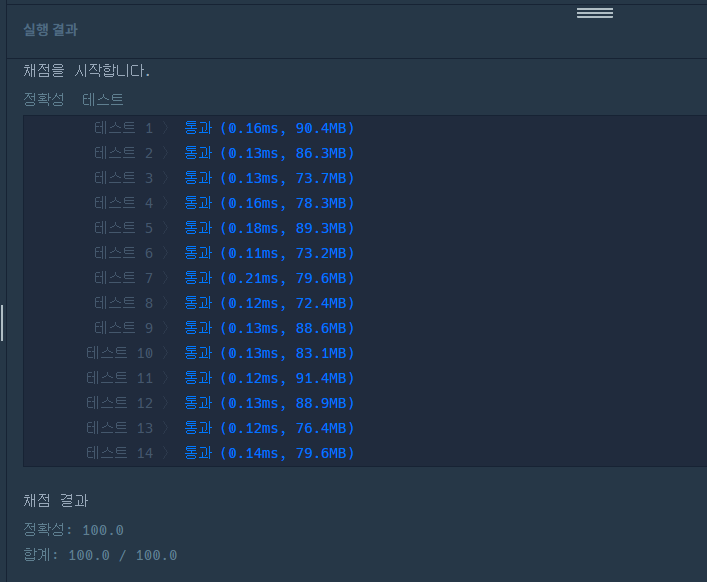 실행 결과
채점을 시작합니다.
정확성 테스트
테스트 1 〉 통과 (0.16ms, 90.4MB)
테스트 2 〉 통과 (0.13ms, 86.3MB)
테스트 3 〉 통과 (0.13ms, 73.7MB)
테스트 4 〉 통과 (0.16ms, 78.3MB)
테스트 5 〉 통과 (0.18ms, 89.3MB)
테스트 6 〉 통과 (0.11ms, 73.2MB)
테스트 7 〉 통과 (0.21ms, 79.6MB)
테스트 8 〉 통과 (0.12ms, 72.4MB)
테스트 9 〉 통과 (0.13ms, 88.6MB)
테스트 10 〉 통과 (0.13ms, 83.1MB)
테스트 11 〉 통과 (0.12ms, 91.4MB)
테스트 12 〉 통과 (0.13ms, 88.9MB)
테스트 13 〉 통과 (0.12ms, 76.4MB)
테스트 14 〉 통과 (0.14ms, 79.6MB)
채점 결과
정확성: 100.0
합계: 100.0 / 100.0